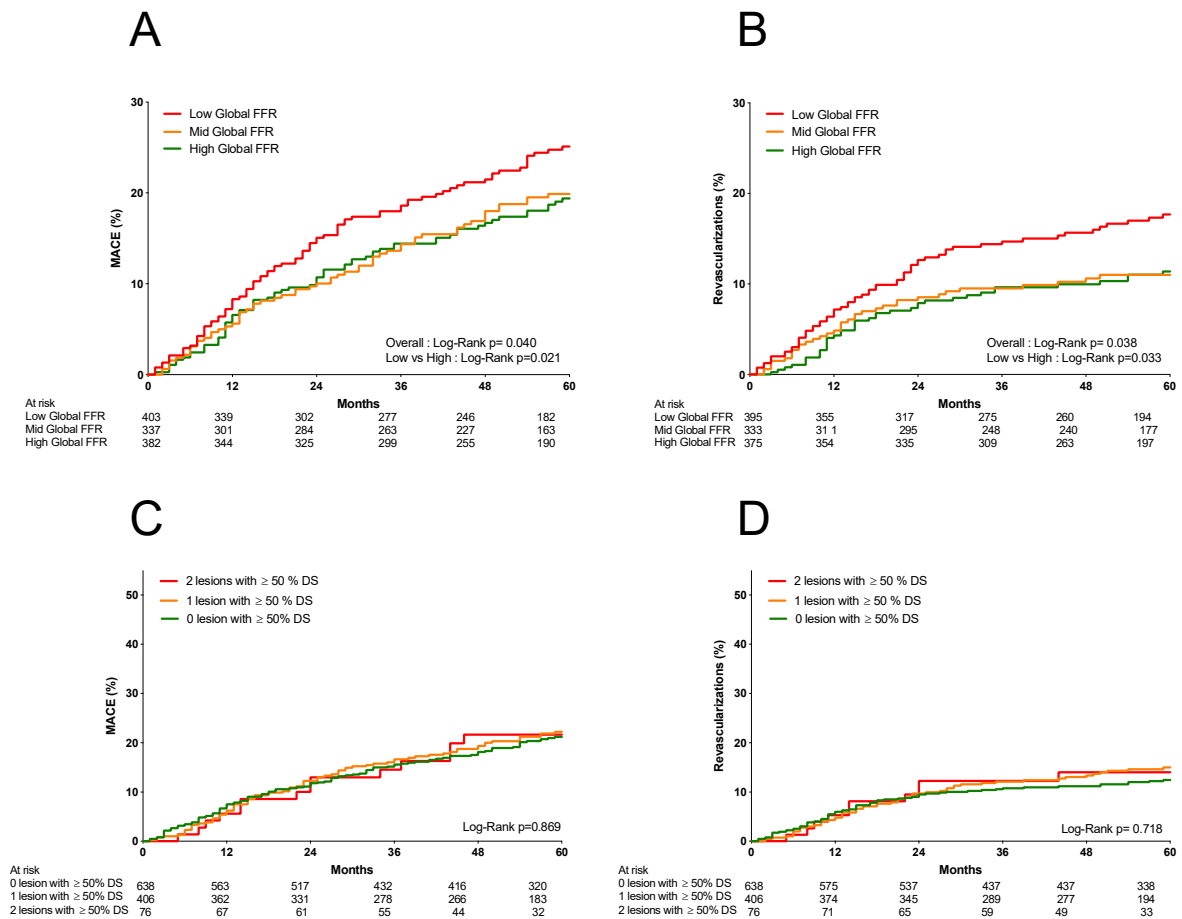 A
B
30
20
10
0
MACE (%)
Low Global FFR
Mid Global FFR
High Global FFR
Overall : Log-Rank p= 0.040
Low vs High : Log-Rank p=0.021
0 12 24 36 48 60
Months
At risk
Low Global FFR 403 339 302 277 246 182
Mid Global FFR 337 301 284 263 227 163
High Global FFR 382 344 325 299 255 190
30
20
10
0
Revascularizations (%)
Low Global FFR
Mid Global FFR
High Global FFR
Overall : Log-Rank p= 0.038
Low vs High : Log-Rank p=0.033
0 12 24 36 48 60
Months
At risk
Low Global FFR 395 355 317 275 260 194
Mid Global FFR 333 31 1 295 248 240 177
High Global FFR 375 354 335 309 263 197
C
D
50
40
30
20
10
0
MACE (%)
2 lesions with ≥ 50 % DS
1 lesion with ≥ 50 % DS
0 lesion with ≥ 50% DS
Log-Rank p=0.869
0 12 24 36 48 60
Months
At risk
0 lesion with ≥ 50% DS 638 563 517 432 416 320
1 lesion with ≥ 50% DS 406 362 331 278 266 183
2 lesions with ≥ 50% DS 76 67 61 55 44 32
50
40
30
20
10
0
Revascularizations (%)
2 lesions with ≥ 50 % DS
1 lesion with ≥ 50 % DS
0 lesion with ≥ 50% DS
Log-Rank p= 0.718
0 12 24 36 48 60
Months
At risk
0 lesion with ≥ 50% DS 638 575 537 437 437 338
1 lesion with ≥ 50% DS 406 374 345 289 277 194
2 lesions with ≥ 50% DS 76 71 65 59 49 33